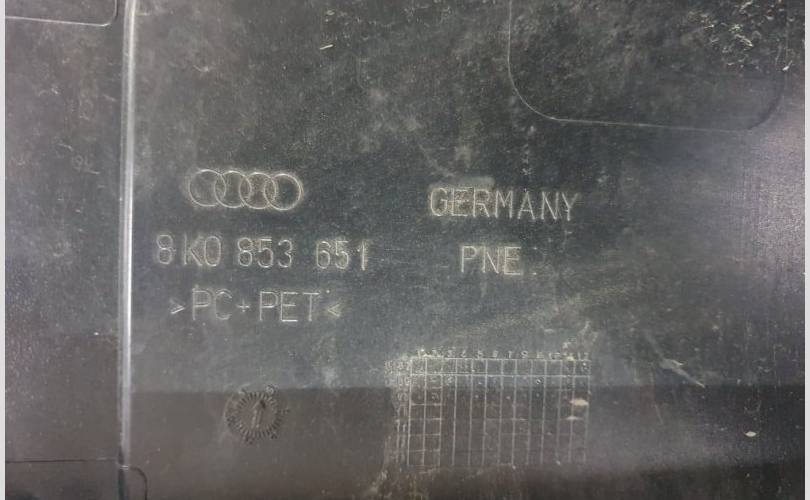 GERMANY
8K0 853 651 PNE
>PC+PET<